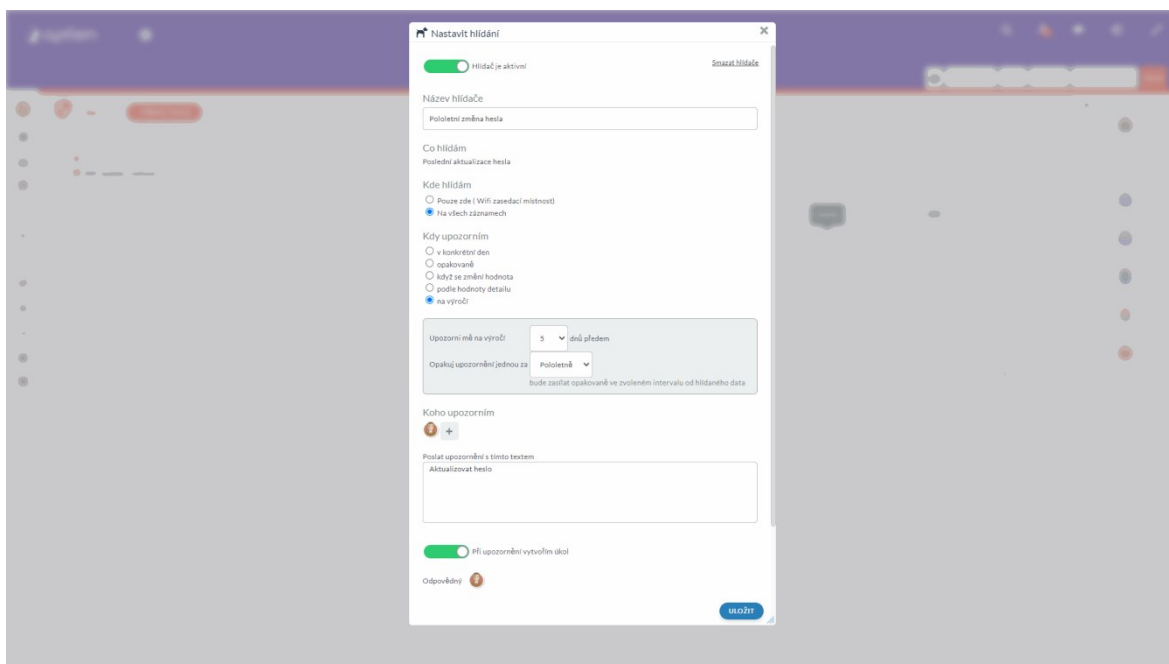 Nastavit hlídání
Hlídač je aktivní
Smazat hlídače
Název hlídače
Pololetní změna hesla
Co hlídám
Poslední aktualizace hesla
Kde hlídám
Pouze zde ( Wifi zasedací místnost)
Na všech záznamech
Kdy upozorním
v konkrétní den
opakovaně
když se změní hodnota
podle hodnoty detailu
na výročí
Upozorni mě na výročí 5 dnů předem
Opakuj upozornění jednou za Pololetně
bude zasílat opakovaně ve zvoleném intervalu od hlídaného data
Koho upozorním
+
Poslat upozornění s tímto textem
Aktualizovat heslo
Při upozornění vytvořím úkol
Odpovědný
ULOŽIT